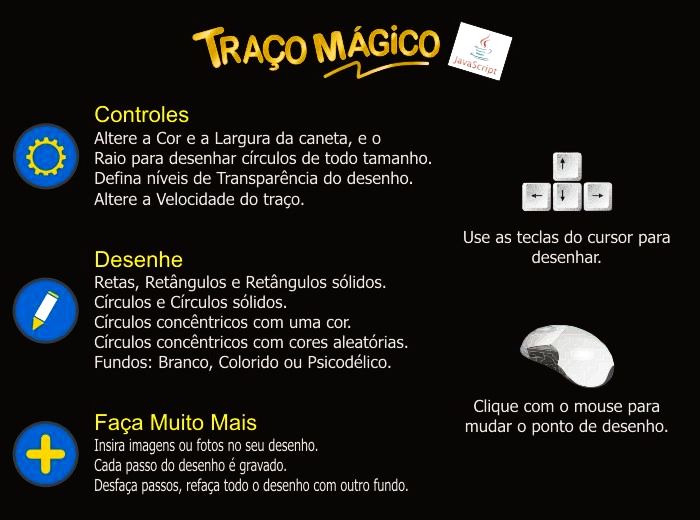 TRAÇO MÁGICO
JavaScript
Controles
Altere a Cor e a Largura da caneta, e o
Raio para desenhar círculos de todo tamanho.
Defina níveis de Transparência do desenho.
Altere a Velocidade do traço.
Use as teclas do cursor para
desenhar.
Desenhe
Retas, Retângulos e Retângulos sólidos.
Círculos e Círculos sólidos.
Círculos concêntricos com uma cor.
Círculos concêntricos com cores aleatórias.
Fundos: Branco, Colorido ou Psicodélico.
Clique com o mouse para
mudar o ponto de desenho.
Faça Muito Mais
Insira imagens ou fotos no seu desenho.
Cada passo do desenho é gravado.
Desfaça passos, refaça todo o desenho com outro fundo.